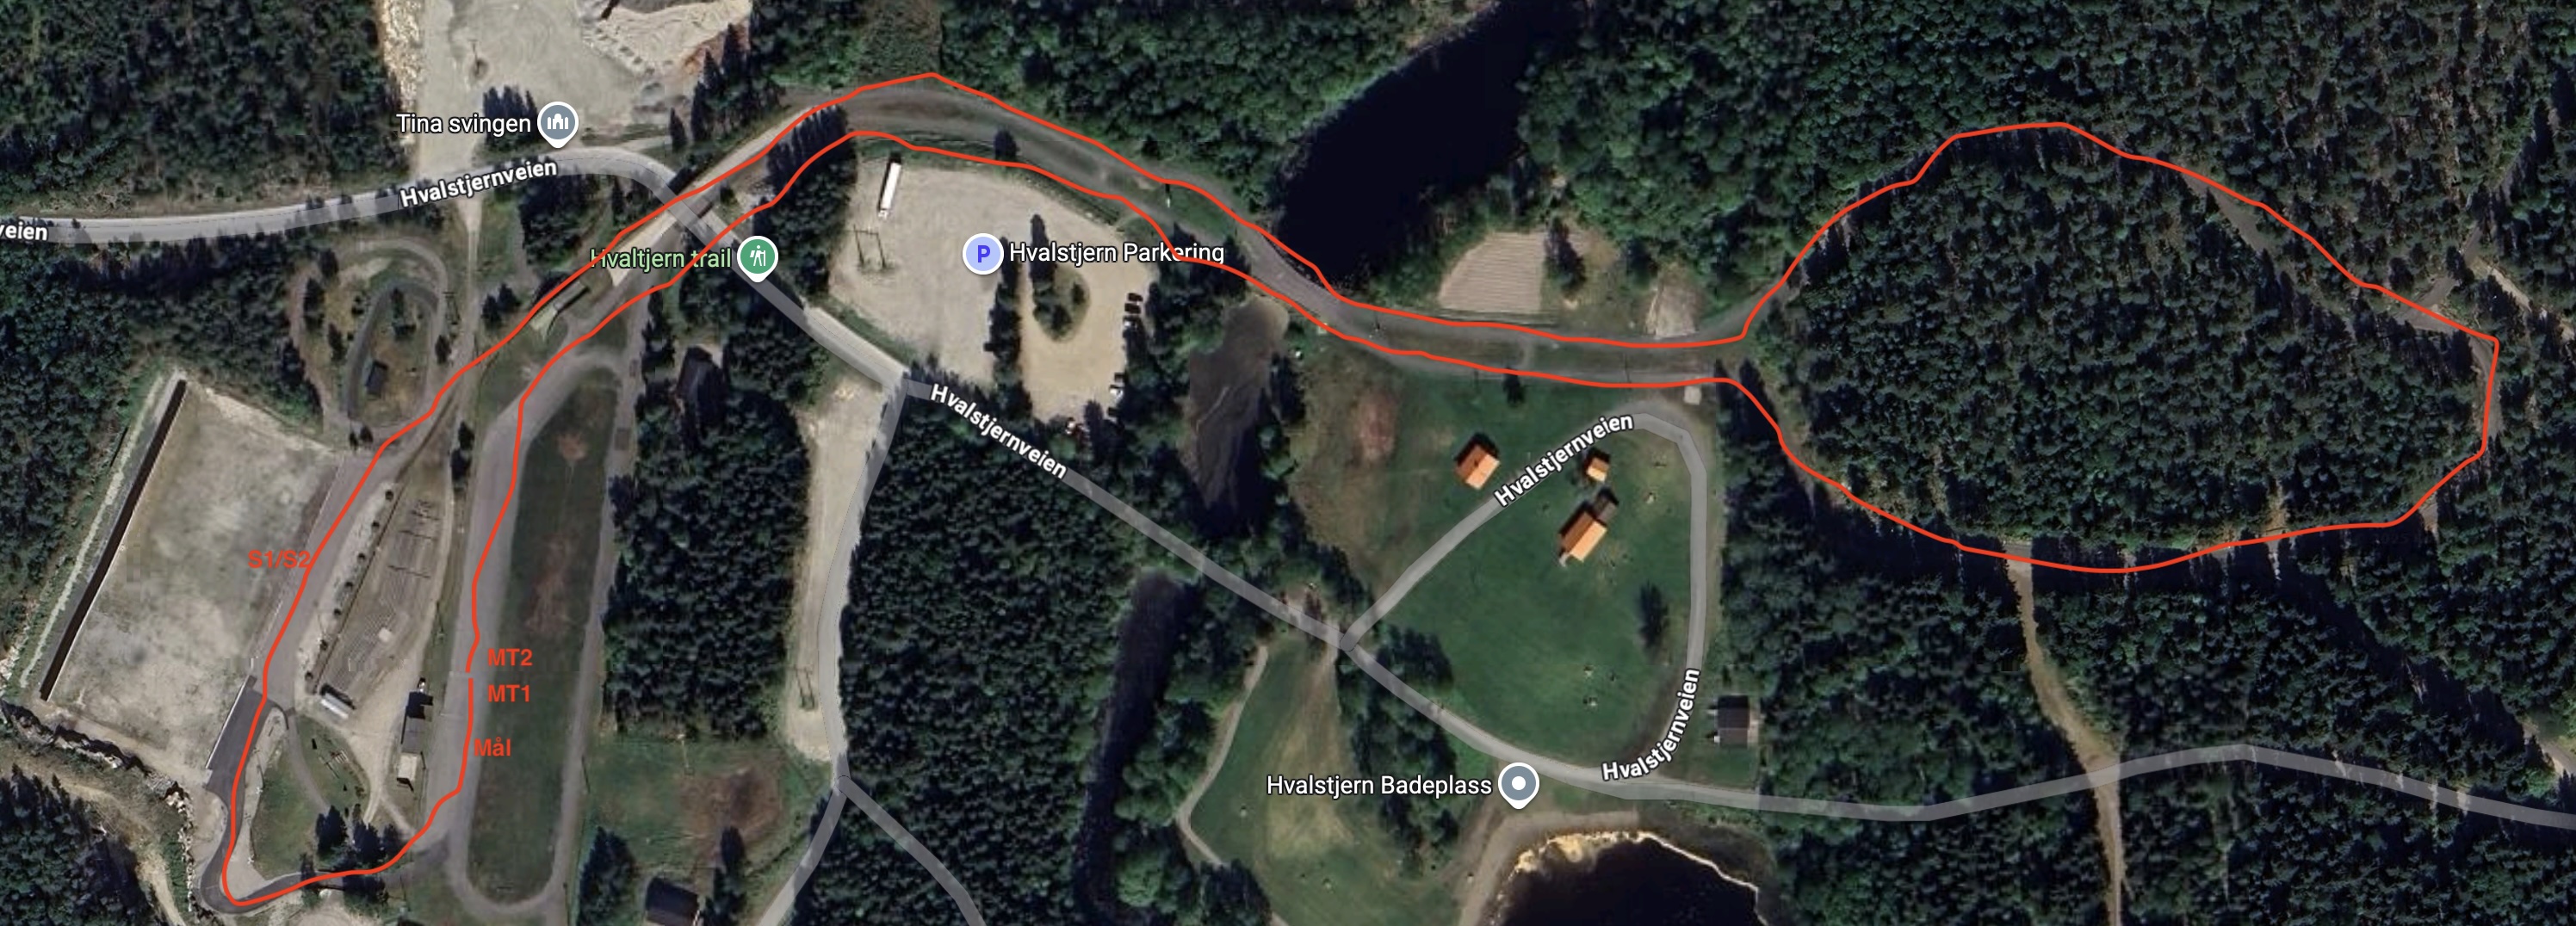 Tina svingen
Hvalstjernveien
veien
Hvaltjern trail
P
Hvalstjern Parkering
Hvalstjernveien
Hvalstjernveien
S1/S2
MT2
MT1
Mål
Hvalstjernveien
Hvalstjern Badeplass